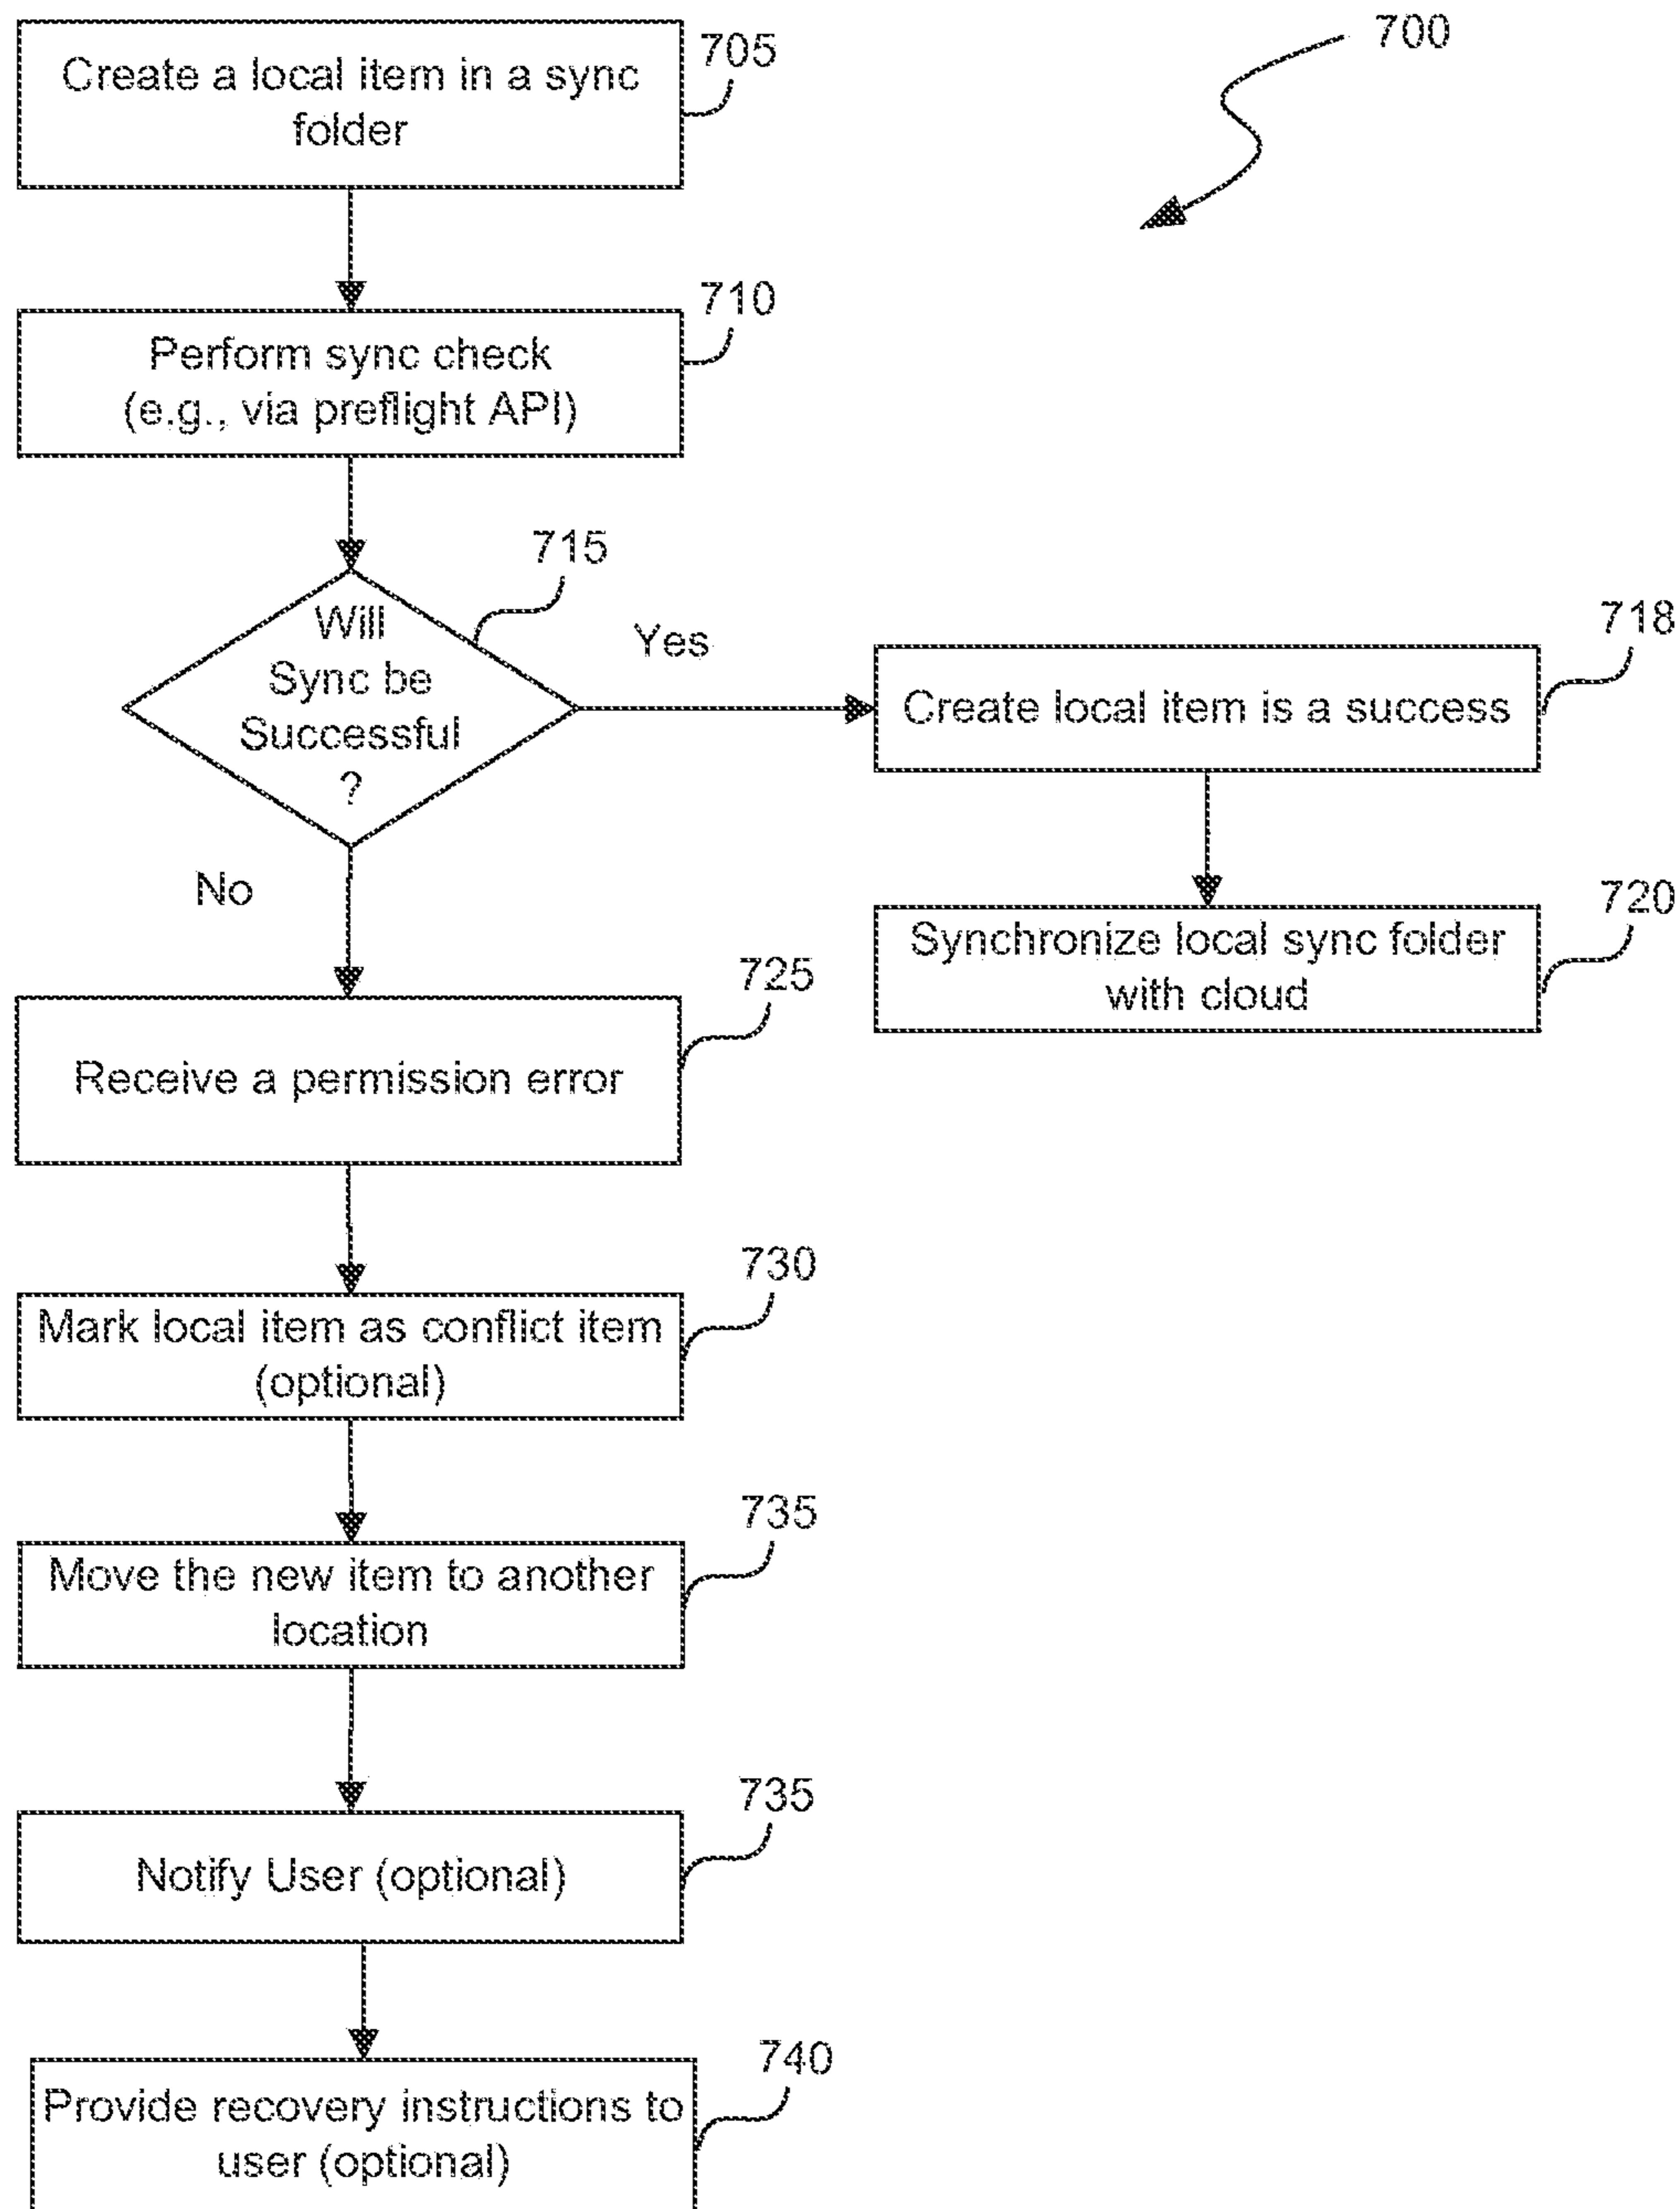 700
Create a local item in a sync
folder
705
Perform sync check
(e.g., via preflight API)
710
Will
Sync be
Successful
?
715
Yes
No
Create local item is a success
718
Synchronize local sync folder
with cloud
720
Receive a permission error
725
Mark local item as conflict item
(optional)
730
Move the new item to another
location
735
Notify User (optional)
735
Provide recovery instructions to
user (optional)
740